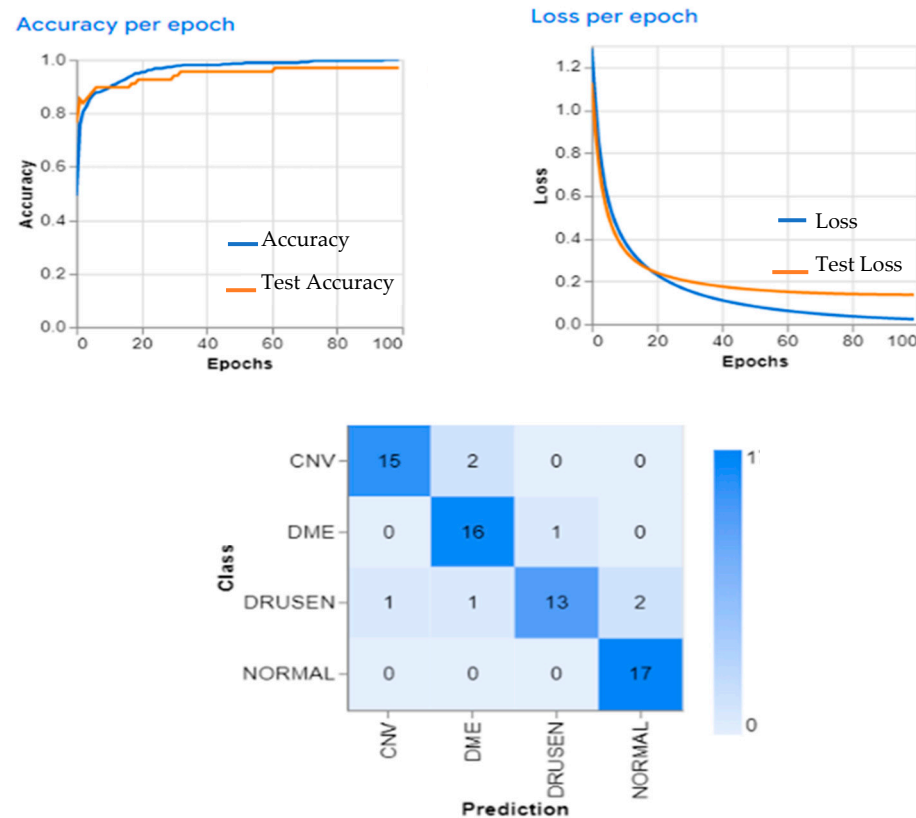 Accuracy per epoch
1.0
0.8
0.6
0.4
0.2
0.0
Accuracy
Accuracy
Test Accuracy
0 20 40 60 80 100
Epochs
Loss per epoch
1.2
1.0
0.8
0.6
0.4
0.2
0.0
Loss
Loss
Test Loss
0 20 40 60 80 100
Epochs
Class
CNV 15 2 0 0
DME 0 16 1 0
DRUSEN 1 1 13 2
NORMAL 0 0 0 17
CNV DME DRUSEN NORMAL
Prediction
0